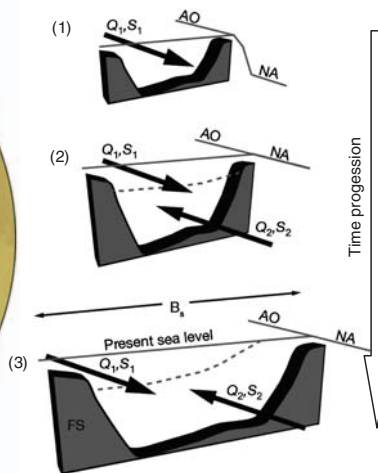 (1)
Q1,S1
AO
NA
(2)
Q1,S1
AO
NA
Q2,S2
Bs
AO
Present sea level
NA
(3)
Q1,S1
Q2,S2
FS
Time progession